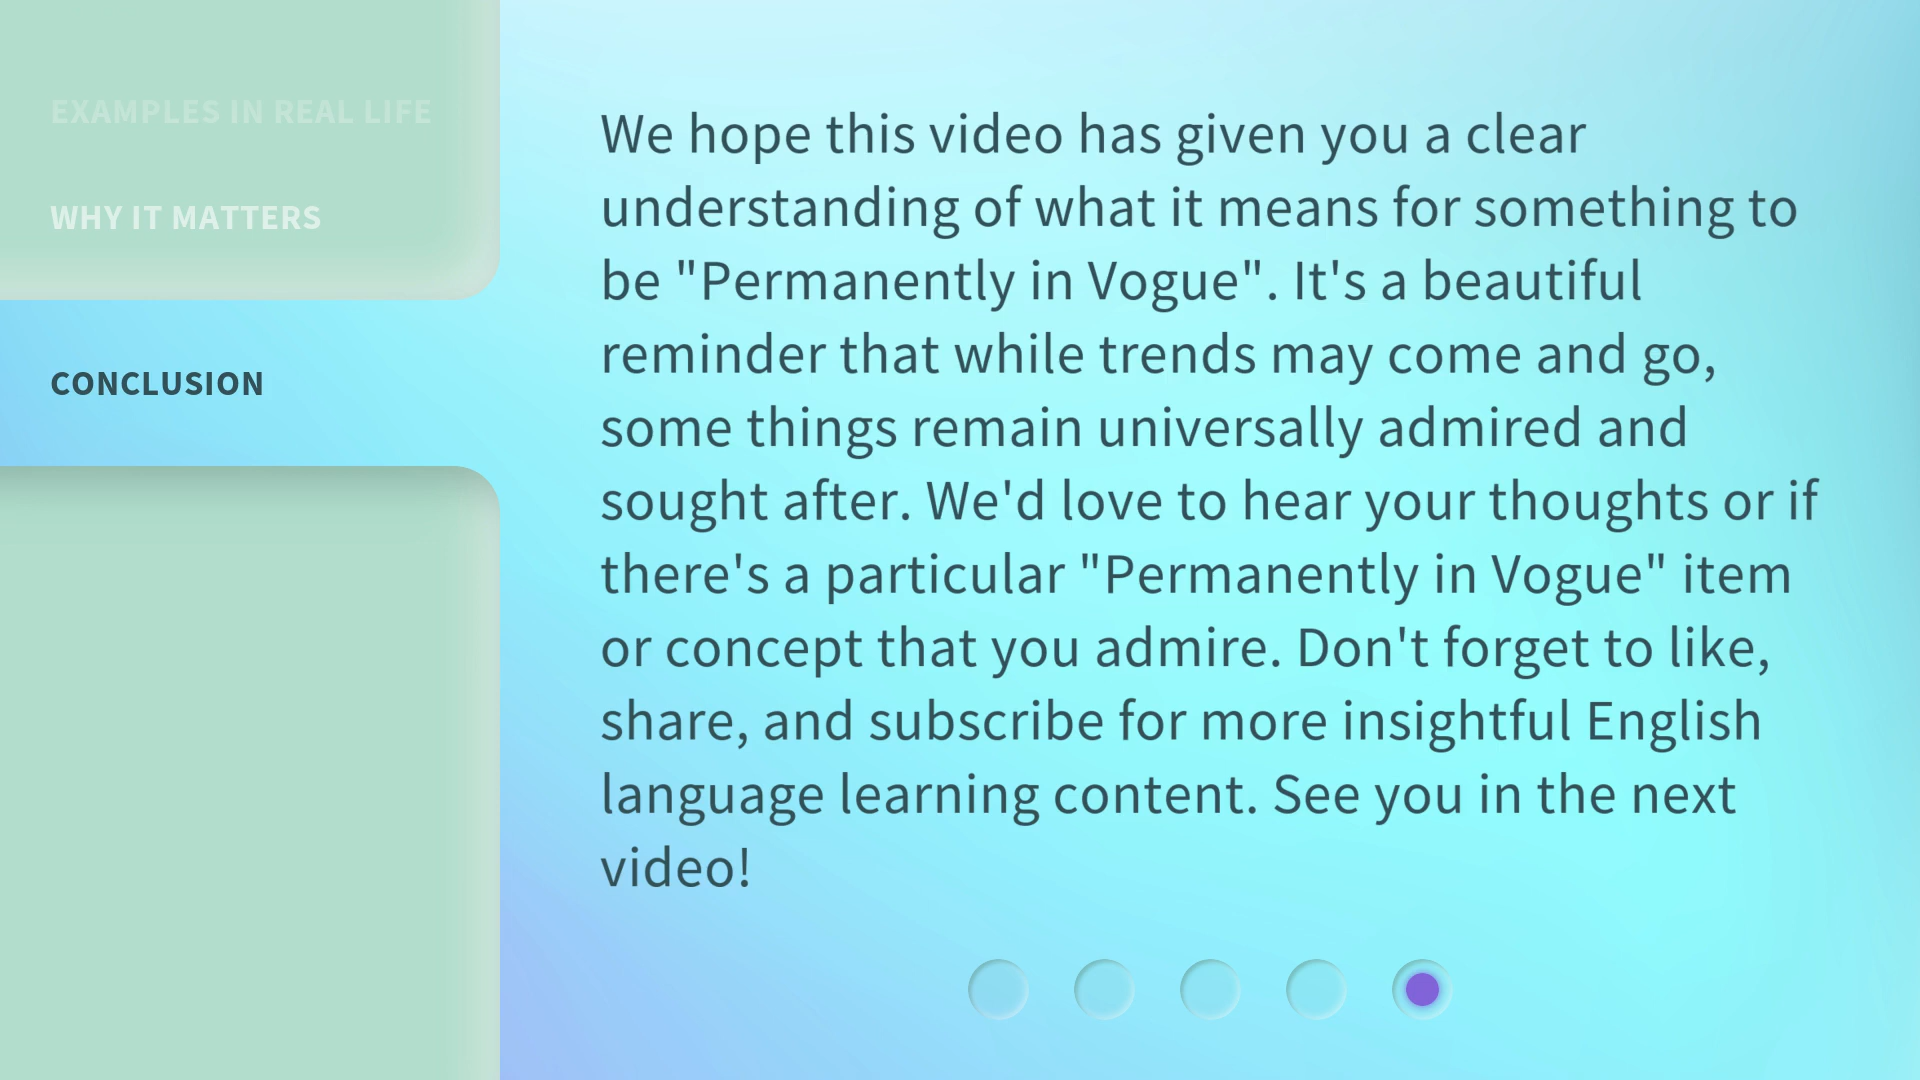 EXAMPLES IN REAL LIFE
WHY IT MATTERS
CONCLUSION
We hope this video has given you a clear
understanding of what it means for something to
be "Permanently in Vogue". It's a beautiful
reminder that while trends may come and go,
some things remain universally admired and
sought after. We'd love to hear your thoughts or if
there's a particular "Permanently in Vogue" item
or concept that you admire. Don't forget to like,
share, and subscribe for more insightful English
language learning content. See you in the next
video!